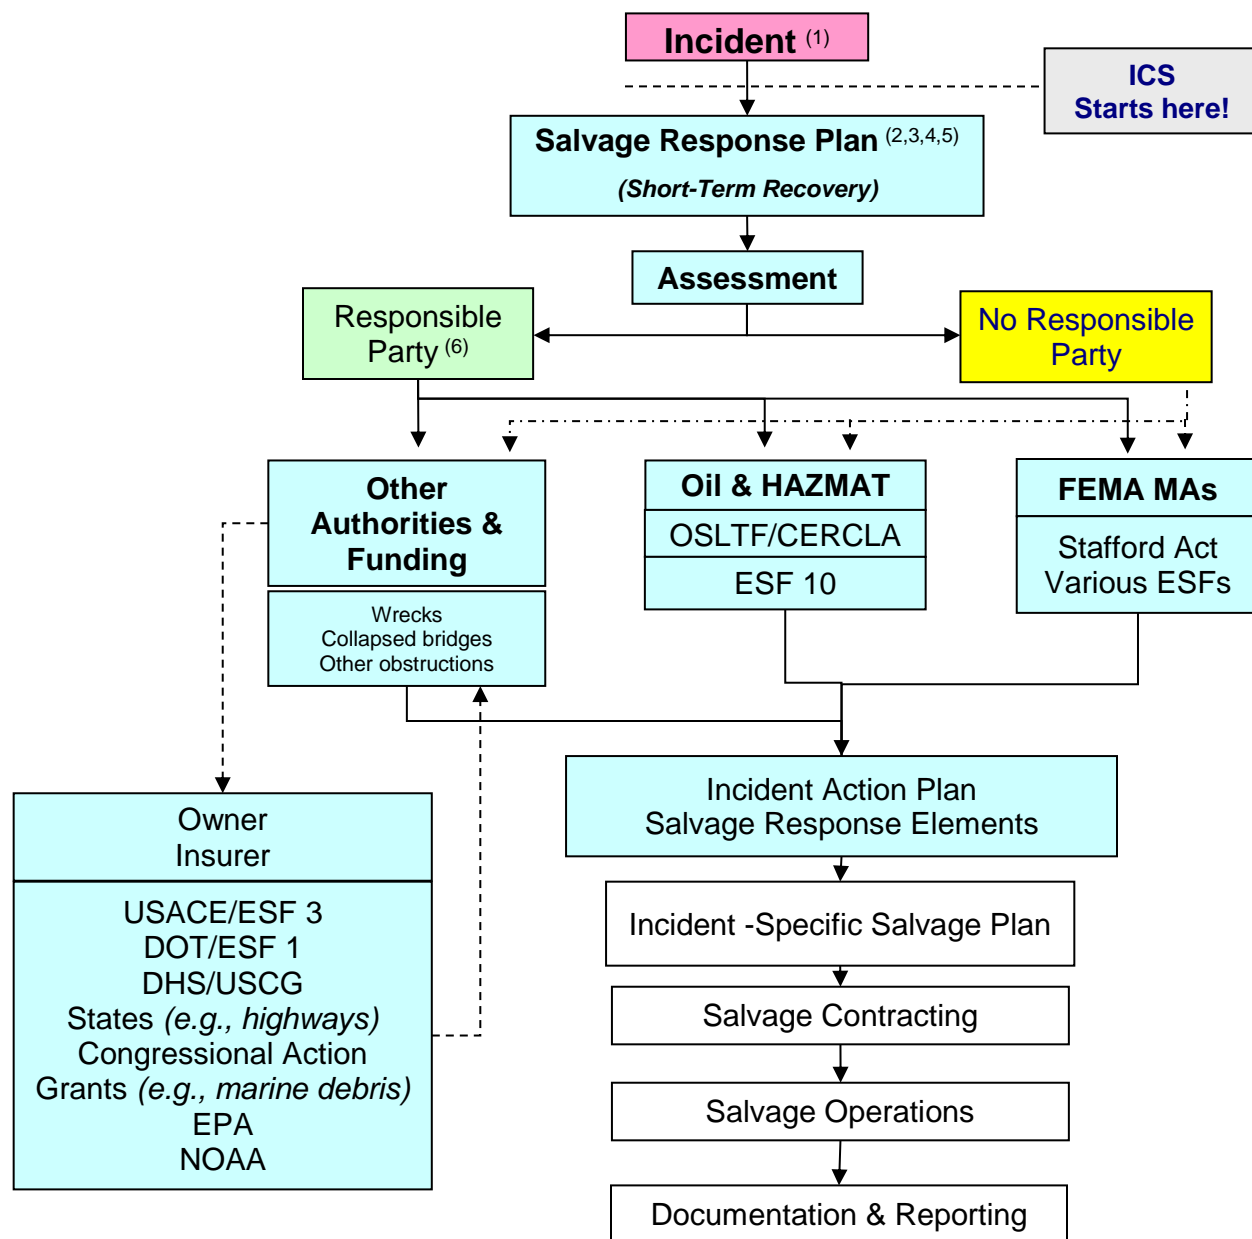 Incident (1)
ICS
Starts here!
Salvage Response Plan (2,3,4,5)
(Short-Term Recovery)
Assessment
Responsible
Party (6)
No Responsible
Party
Other
Authorities &
Funding
Wrecks
Collapsed bridges
Other obstructions
Oil & HAZMAT
OSLTF/CERCLA
ESF 10
FEMA MAs
Stafford Act
Various ESFs
Owner
Insurer
USACE/ESF 3
DOT/ESF 1
DHS/USCG
States (e.g., highways)
Congressional Action
Grants (e.g., marine debris)
EPA
NOAA
Incident Action Plan
Salvage Response Elements
Incident -Specific Salvage Plan
Salvage Contracting
Salvage Operations
Documentation & Reporting